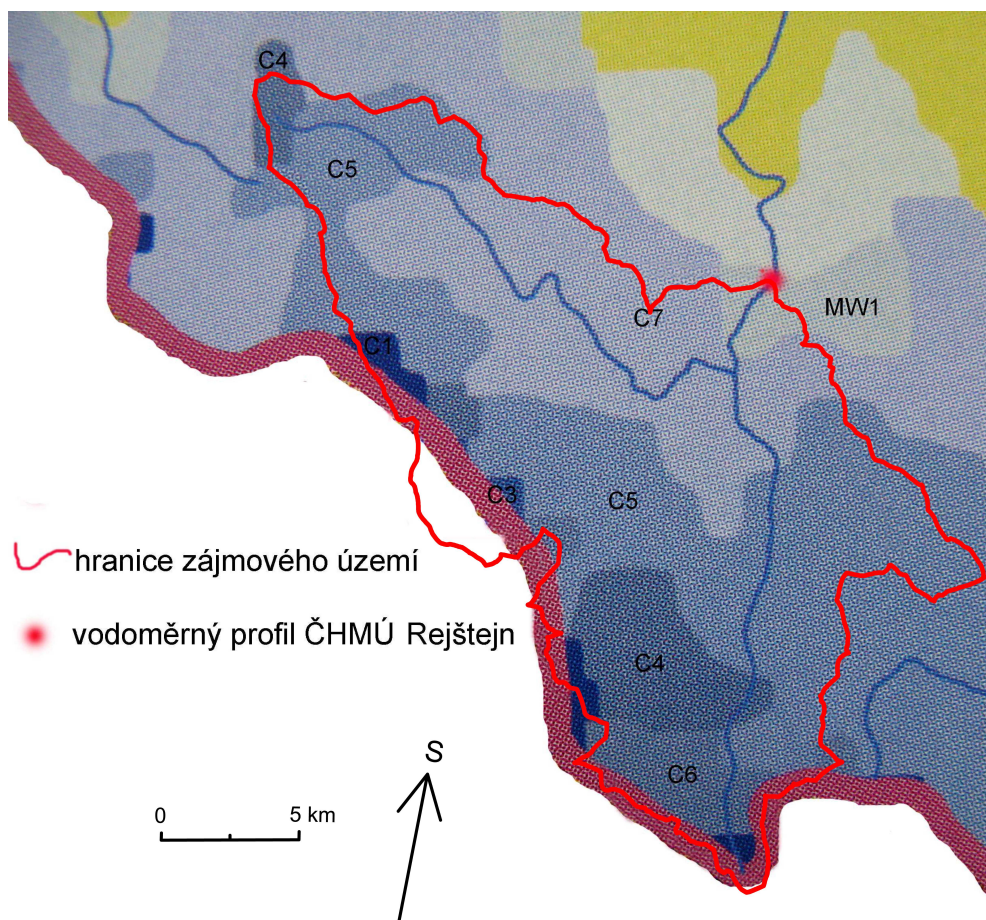 C4
C5
C7
MW1
C1
C3
C5
hranice zájmového území
vodoměrný profil ČHMÚ Rejštejn
C4
S
C6
0 5 km